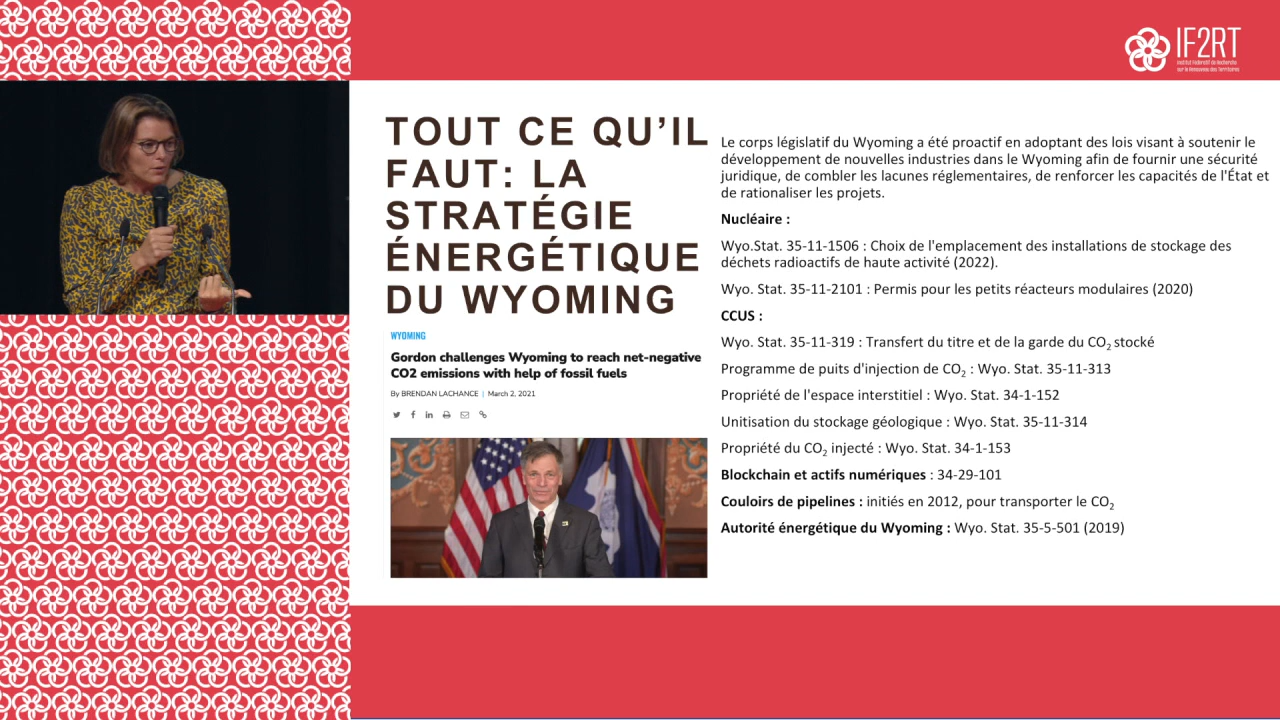 IF2RT
Institut Fédératif de Recherche
sur le Renouveau des Territoires
TOUT CE QU’IL
FAUT: LA
STRATÉGIE
ÉNERGÉTIQUE
DU WYOMING
WYOMING
Gordon challenges Wyoming to reach net-negative
CO2 emissions with help of fossil fuels
By BRENDAN LACHANCE | March 2, 2021
Le corps législatif du Wyoming a été proactif en adoptant des lois visant à soutenir le
développement de nouvelles industries dans le Wyoming afin de fournir une sécurité
juridique, de combler les lacunes réglementaires, de renforcer les capacités de l'État et
de rationaliser les projets.
Nucléaire :
Wyo.Stat. 35-11-1506 : Choix de l'emplacement des installations de stockage des
déchets radioactifs de haute activité (2022).
Wyo. Stat. 35-11-2101 : Permis pour les petits réacteurs modulaires (2020)
CCUS :
Wyo. Stat. 35-11-319 : Transfert du titre et de la garde du CO2 stocké
Programme de puits d'injection de CO2 : Wyo. Stat. 35-11-313
Propriété de l'espace interstitiel : Wyo. Stat. 34-1-152
Unitisation du stockage géologique : Wyo. Stat. 35-11-314
Propriété du CO2 injecté : Wyo. Stat. 34-1-153
Blockchain et actifs numériques : 34-29-101
Couloirs de pipelines : initiés en 2012, pour transporter le CO2
Autorité énergétique du Wyoming : Wyo. Stat. 35-5-501 (2019)